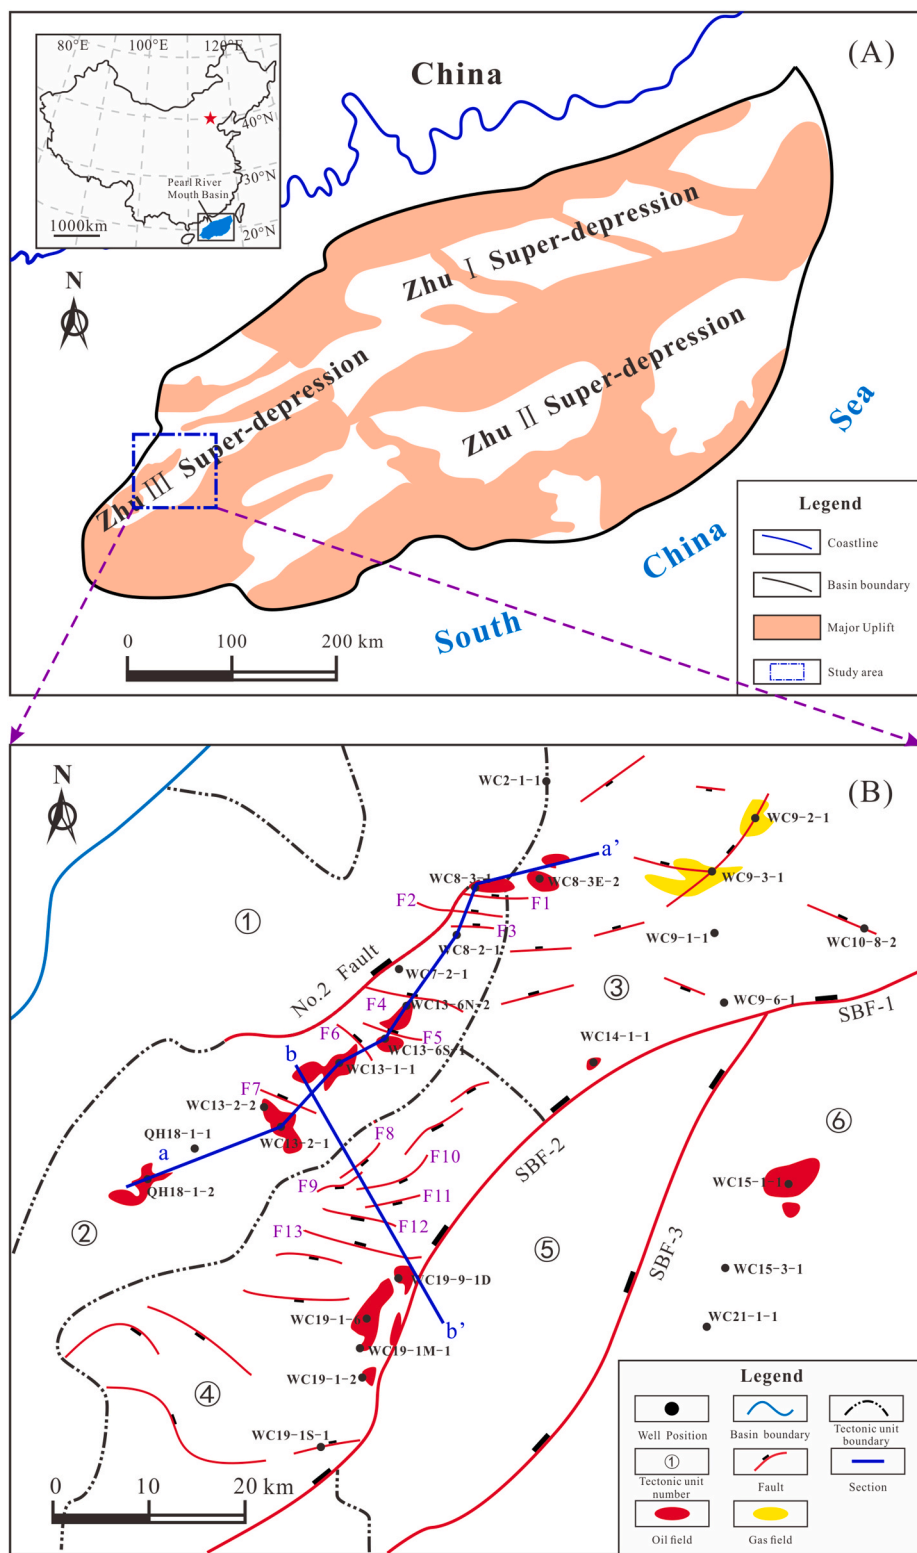 (A)
80°E
100°E
120°E
40°N
30°N
20°N
Pearl River
Mouth Basin
1000km
China
N
Zhu Ⅰ Super-depression
Zhu Ⅱ Super-depression
Zhu Ⅲ Super-depression
South
China
Sea
0
100
200 km
Legend
Coastline
Basin boundary
Major Uplift
Study area
(B)
N
WC2-1-1
WC9-2-1
a'
WC8-3-1
WC8-3E-2
WC9-3-1
F2
F1
F3
WC8-2-1
WC9-1-1
WC10-8-2
①
No.2 Fault
WC7-2-1
③
F4
WC13-6N-2
WC9-6-1
SBF-1
F6
F5
WC13-6S-1
WC14-1-1
b
WC13-1-1
F7
WC13-2-2
QH18-1-1
WC13-2-1
F8
⑥
a
F10
SBF-2
QH18-1-2
F9
WC15-1-1
F11
②
F13
F12
⑤
SBF-3
WC19-9-1D
WC15-3-1
WC19-1-6
b'
WC21-1-1
WC19-1M-1
WC19-1-2
④
WC19-1S-1
0
10
20 km
Legend
Well Position
Basin boundary
Tectonic unit
boundary
①
Tectonic unit
number
Fault
Section
Oil field
Gas field